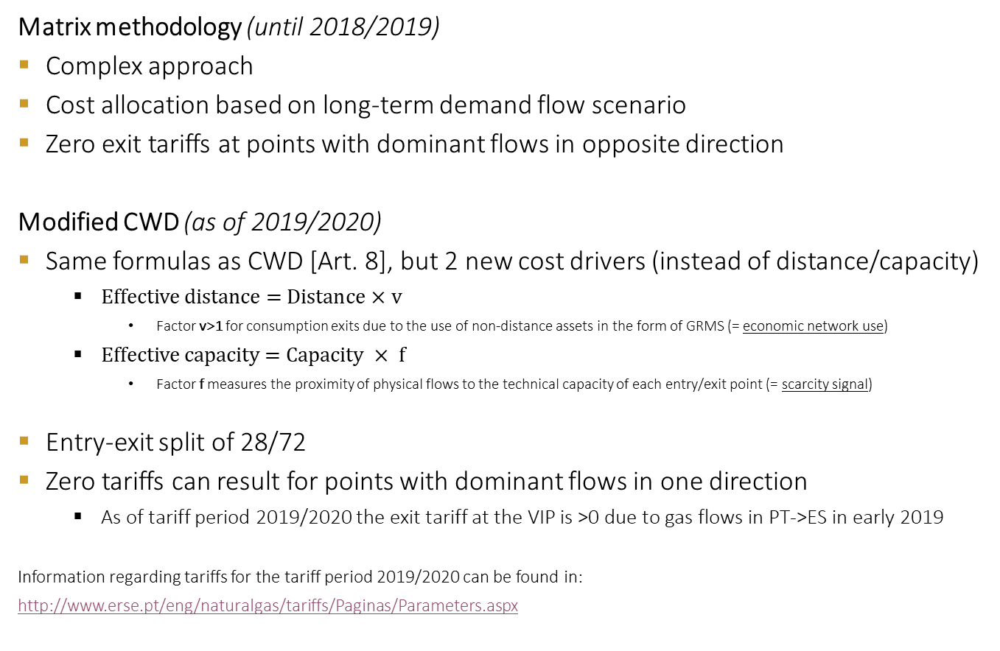 Matrix methodology (until 2018/2019)
▪ Complex approach
▪ Cost allocation based on long-term demand flow scenario
▪ Zero exit tariffs at points with dominant flows in opposite direction
Modified CWD (as of 2019/2020)
▪ Same formulas as CWD [Art. 8], but 2 new cost drivers (instead of distance/capacity)
▪ Effective distance = Distance × v
• Factor v>1 for consumption exits due to the use of non-distance assets in the form of GRMS (= economic network use)
▪ Effective capacity = Capacity × f
• Factor f measures the proximity of physical flows to the technical capacity of each entry/exit point (= scarcity signal)
▪ Entry-exit split of 28/72
▪ Zero tariffs can result for points with dominant flows in one direction
▪ As of tariff period 2019/2020 the exit tariff at the VIP is >0 due to gas flows in PT->ES in early 2019
Information regarding tariffs for the tariff period 2019/2020 can be found in:
http://www.erse.pt/eng/naturalgas/tariffs/Paginas/Parameters.aspx